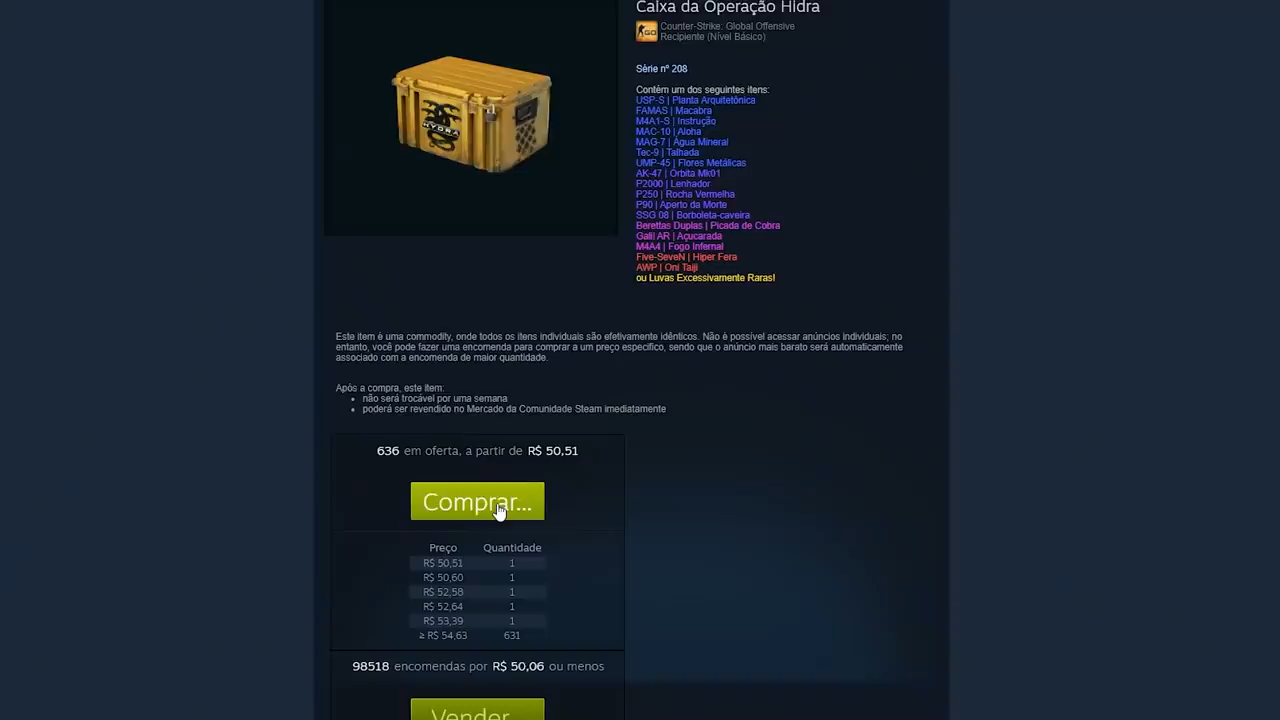 Caixa da Operação Hidra
Counter-Strike: Global Offensive
Recipiente (Nível Básico)
Série nº 208
Contém um dos seguintes itens:
USP-S | Planta Arquitetônica
FAMAS | Macabra
M4A1-S | Instrução
MAC-10 | Aloha
MAG-7 | Água Mineral
Tec-9 | Talhada
UMP-45 | Flores Metálicas
AK-47 | Órbita Mk01
P2000 | Lenhador
P250 | Rocha Vermelha
P90 | Aperto da Morte
SSG 08 | Borboleta-caveira
Berettas Duplas | Picada de Cobra
Galil AR | Açucarada
M4A4 | Fogo Infernal
Five-SeveN | Hiper Fera
AWP | Oni Taiji
ou Luvas Excessivamente Raras!
HYDRA
Este item é uma commodity, onde todos os itens individuais são efetivamente idênticos. Não é possível acessar anúncios individuais; no
entanto, você pode fazer uma encomenda para comprar a um preço específico, sendo que o anúncio mais barato será automaticamente
associado com a encomenda de maior quantidade.
Após a compra, este item:
• não será trocável por uma semana
• poderá ser revendido no Mercado da Comunidade Steam imediatamente
636 em oferta, a partir de R$ 50,51
Comprar...
Preço Quantidade
R$ 50,51 1
R$ 50,60 1
R$ 52,58 1
R$ 52,64 1
R$ 53,39 1
≥ R$ 54,63 631
98518 encomendas por R$ 50,06 ou menos
Vender...